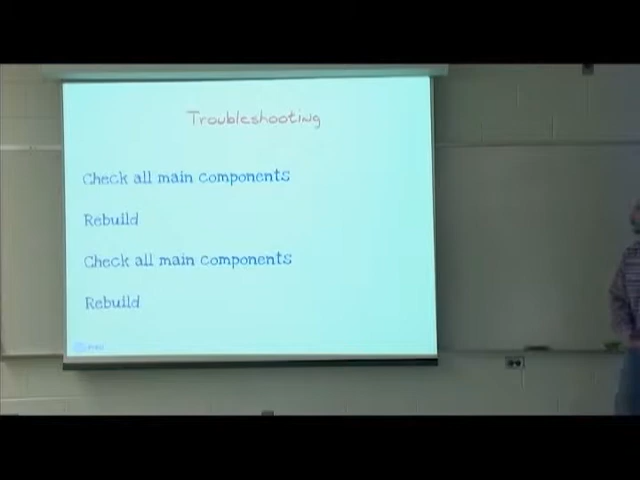 Troubleshooting
Check all main components
Rebuild
Check all main components
Rebuild